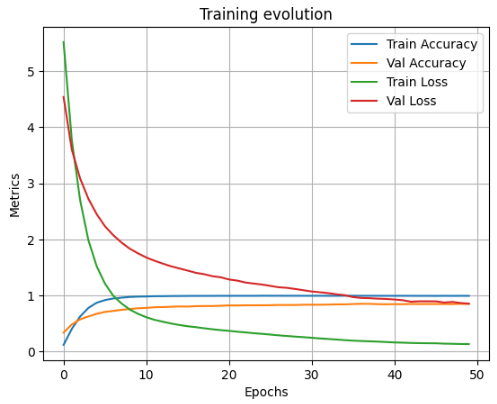 Training evolution
Train Accuracy
Val Accuracy
Train Loss
Val Loss
Metrics
5
4
3
2
1
0
0 10 20 30 40 50
Epochs